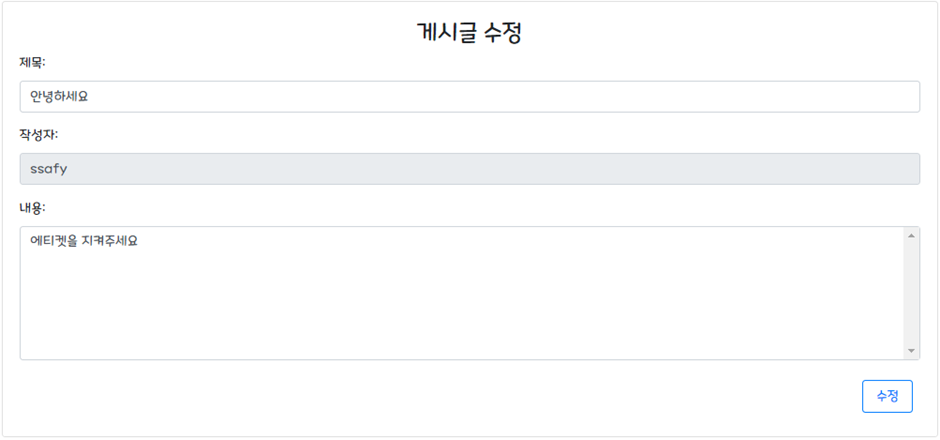 게시글 수정
제목:
안녕하세요
작성자:
ssafy
내용:
에티켓을 지켜주세요
수정